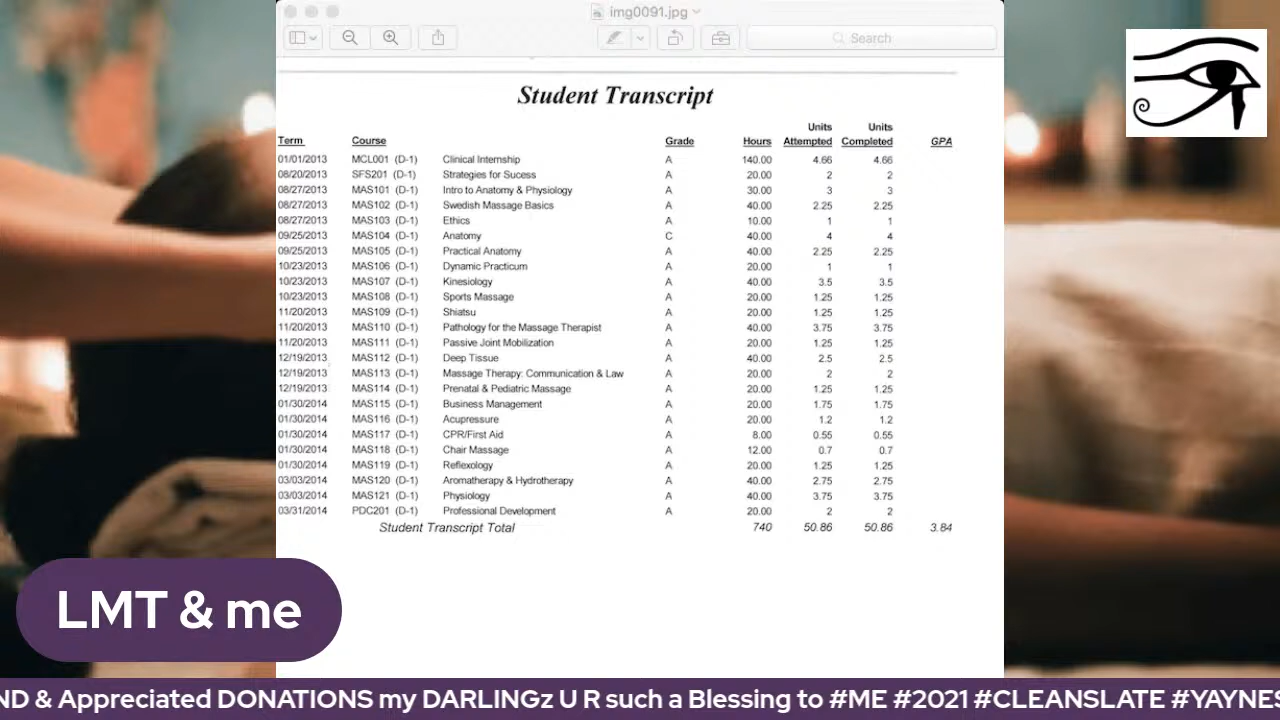 img0091.jpg
Search
Student Transcript
Term Course Grade Hours Units Attempted Units Completed GPA
01/01/2013 MCL001 (D-1) Clinical Internship A 140.00 4.66 4.66
08/20/2013 SFS201 (D-1) Strategies for Sucess A 20.00 2 2
08/27/2013 MAS101 (D-1) Intro to Anatomy & Physiology A 30.00 3 3
08/27/2013 MAS102 (D-1) Swedish Massage Basics A 40.00 2.25 2.25
08/27/2013 MAS103 (D-1) Ethics A 10.00 1 1
09/25/2013 MAS104 (D-1) Anatomy C 40.00 4 4
09/25/2013 MAS105 (D-1) Practical Anatomy A 40.00 2.25 2.25
10/23/2013 MAS106 (D-1) Dynamic Practicum A 20.00 1 1
10/23/2013 MAS107 (D-1) Kinesiology A 40.00 3.5 3.5
10/23/2013 MAS108 (D-1) Sports Massage A 20.00 1.25 1.25
11/20/2013 MAS109 (D-1) Shiatsu A 20.00 1.25 1.25
11/20/2013 MAS110 (D-1) Pathology for the Massage Therapist A 40.00 3.75 3.75
11/20/2013 MAS111 (D-1) Passive Joint Mobilization A 20.00 1.25 1.25
12/19/2013 MAS112 (D-1) Deep Tissue A 40.00 2.5 2.5
12/19/2013 MAS113 (D-1) Massage Therapy: Communication & Law A 20.00 2 2
12/19/2013 MAS114 (D-1) Prenatal & Pediatric Massage A 20.00 1.25 1.25
01/30/2014 MAS115 (D-1) Business Management A 20.00 1.75 1.75
01/30/2014 MAS116 (D-1) Acupressure A 20.00 1.2 1.2
01/30/2014 MAS117 (D-1) CPR/First Aid A 8.00 0.55 0.55
01/30/2014 MAS118 (D-1) Chair Massage A 12.00 0.7 0.7
01/30/2014 MAS119 (D-1) Reflexology A 20.00 1.25 1.25
03/03/2014 MAS120 (D-1) Aromatherapy & Hydrotherapy A 40.00 2.75 2.75
03/03/2014 MAS121 (D-1) Physiology A 40.00 3.75 3.75
03/31/2014 PDC201 (D-1) Professional Development A 20.00 2 2
Student Transcript Total 740 50.86 50.86 3.84
LMT & me
ND & Appreciated DONATIONS my DARLINGz U R such a Blessing to #ME #2021 #CLEANSLATE #YAYNES